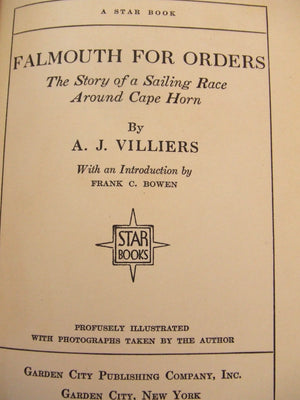 A STAR BOOK
FALMOUTH FOR ORDERS
The Story of a Sailing Race
Around Cape Horn
By
A. J. VILLIERS
With an Introduction by
FRANK C. BOWEN
STAR
BOOKS
PROFUSELY ILLUSTRATED
WITH PHOTOGRAPHS TAKEN BY THE AUTHOR
GARDEN CITY PUBLISHING COMPANY, INC.
GARDEN CITY, NEW YORK